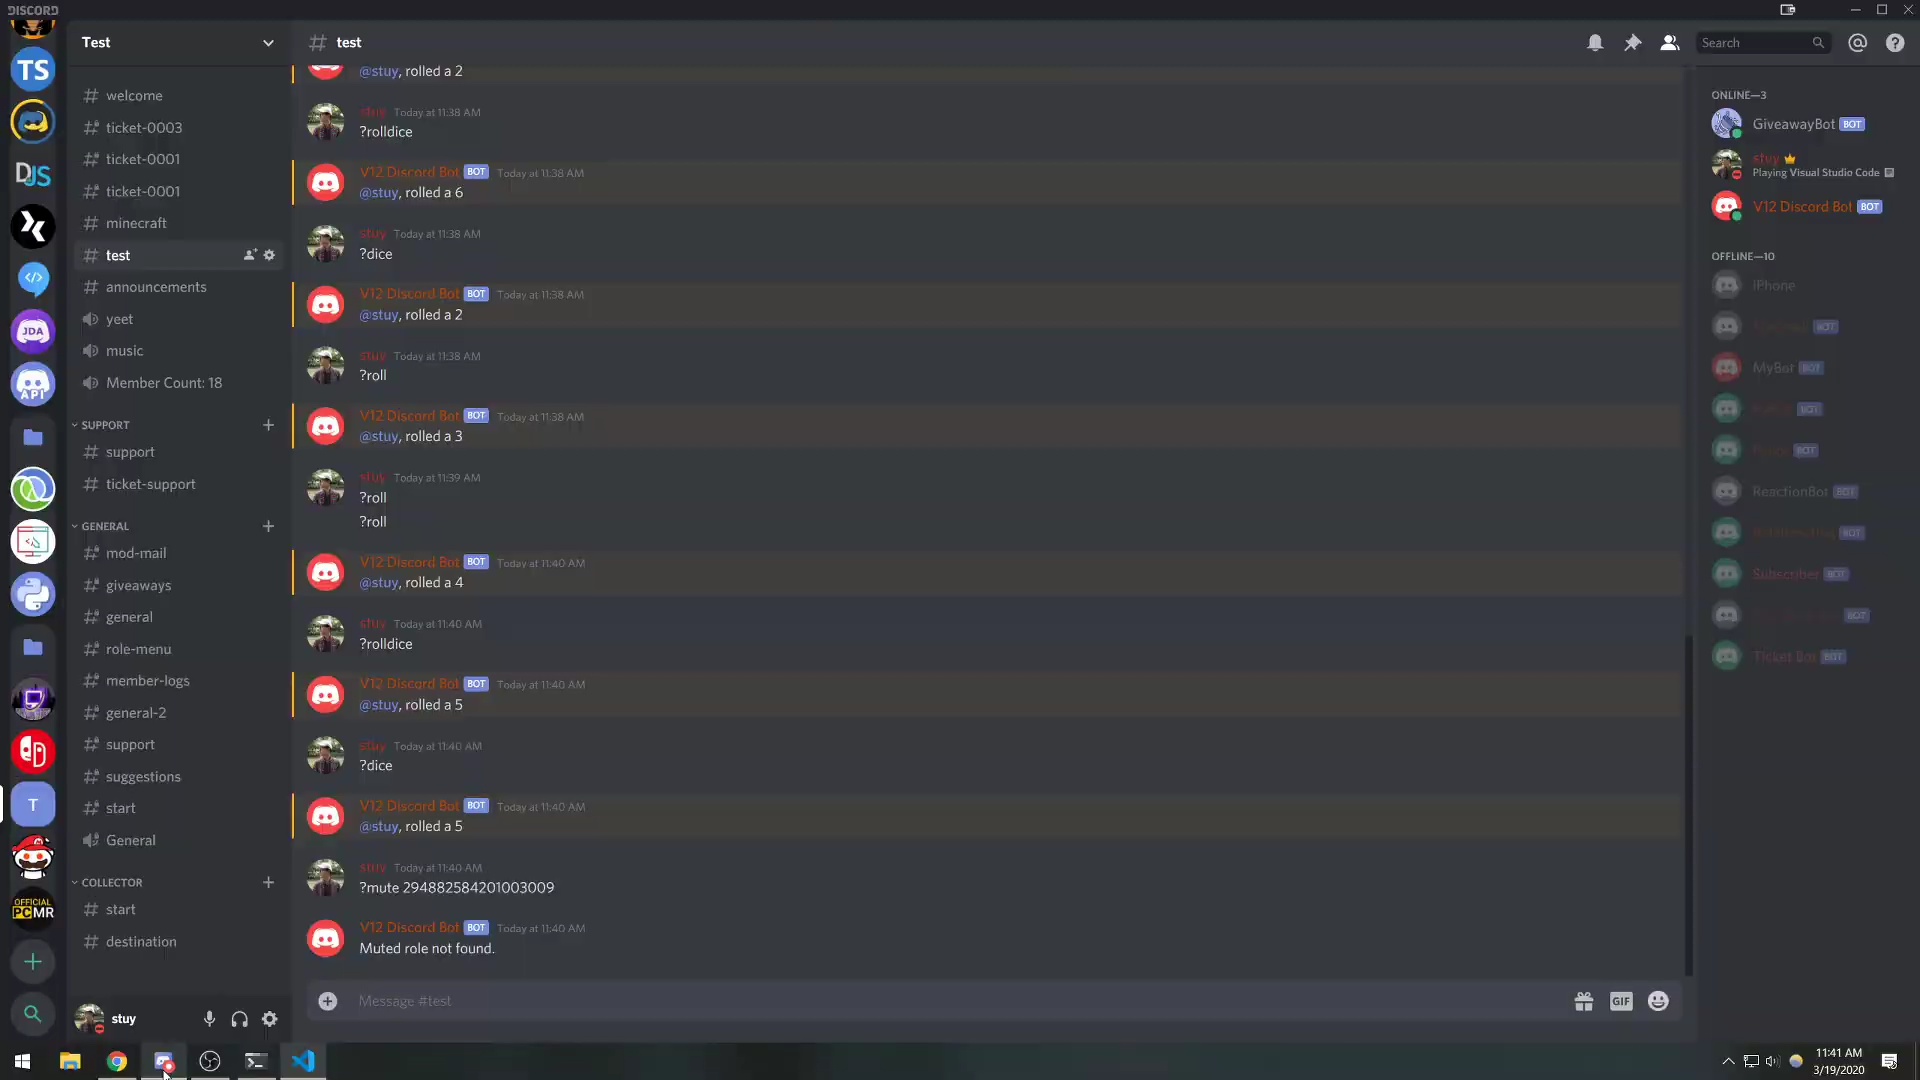 DISCORD
TS
DJS
</>
JDA
API
T
OFFICIAL
PCMR
Test
welcome
ticket-0003
ticket-0001
ticket-0001
minecraft
test
announcements
yeet
music
Member Count: 18
SUPPORT
support
ticket-support
GENERAL
mod-mail
giveaways
general
role-menu
member-logs
general-2
support
suggestions
start
General
COLLECTOR
start
destination
stuy
# test
Search
@stuy, rolled a 2
stuy Today at 11:38 AM
?rolldice
V12 Discord Bot BOT Today at 11:38 AM
@stuy, rolled a 6
stuy Today at 11:38 AM
?dice
V12 Discord Bot BOT Today at 11:38 AM
@stuy, rolled a 2
stuy Today at 11:38 AM
?roll
V12 Discord Bot BOT Today at 11:38 AM
@stuy, rolled a 3
stuy Today at 11:39 AM
?roll
?roll
V12 Discord Bot BOT Today at 11:40 AM
@stuy, rolled a 4
stuy Today at 11:40 AM
?rolldice
V12 Discord Bot BOT Today at 11:40 AM
@stuy, rolled a 5
stuy Today at 11:40 AM
?dice
V12 Discord Bot BOT Today at 11:40 AM
@stuy, rolled a 5
stuy Today at 11:40 AM
?mute 294882584201003009
V12 Discord Bot BOT Today at 11:40 AM
Muted role not found.
Message #test
GIF
ONLINE—3
GiveawayBot BOT
stuy
Playing Visual Studio Code
V12 Discord Bot BOT
OFFLINE—10
iPhone
BOT
MyBot BOT
BOT
BOT
ReactionBot BOT
BOT
Subscriber BOT
BOT
Ticket Bot BOT
11:41 AM
3/19/2020